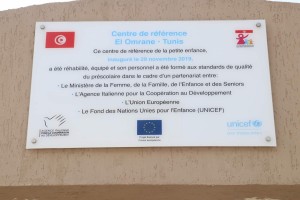 Centre de référence
El Omrane - Tunis
Ce centre de référence de la petite enfance,
inauguré le 20 novembre 2019,
a été réhabilité, équipé et son personnel a été formé aux standards de qualité
du préscolaire dans le cadre d'un partenariat entre:
- Le Ministère de la Femme, de la Famille, de l'Enfance et des Seniors
- L'Agence Italienne pour la Coopération au Développement
- L'Union Européenne
- Le Fond des Nations Unies pour l'Enfance (UNICEF)
unicef